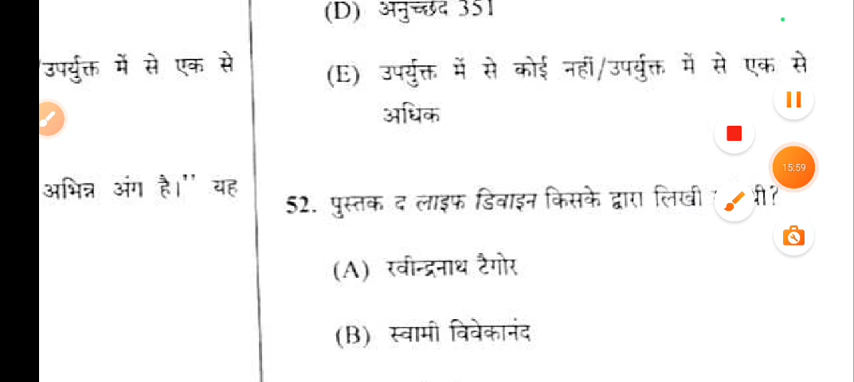 (D) अनुच्छेद 351
उपर्युक्त में से एक से
(E) उपर्युक्त में से कोई नहीं/उपर्युक्त में से एक से
अधिक
15:59
अभिन्न अंग है।'' यह
52. पुस्तक द लाइफ डिवाइन किसके द्वारा लिखी थी?
(A) रवीन्द्रनाथ टैगोर
(B) स्वामी विवेकानंद